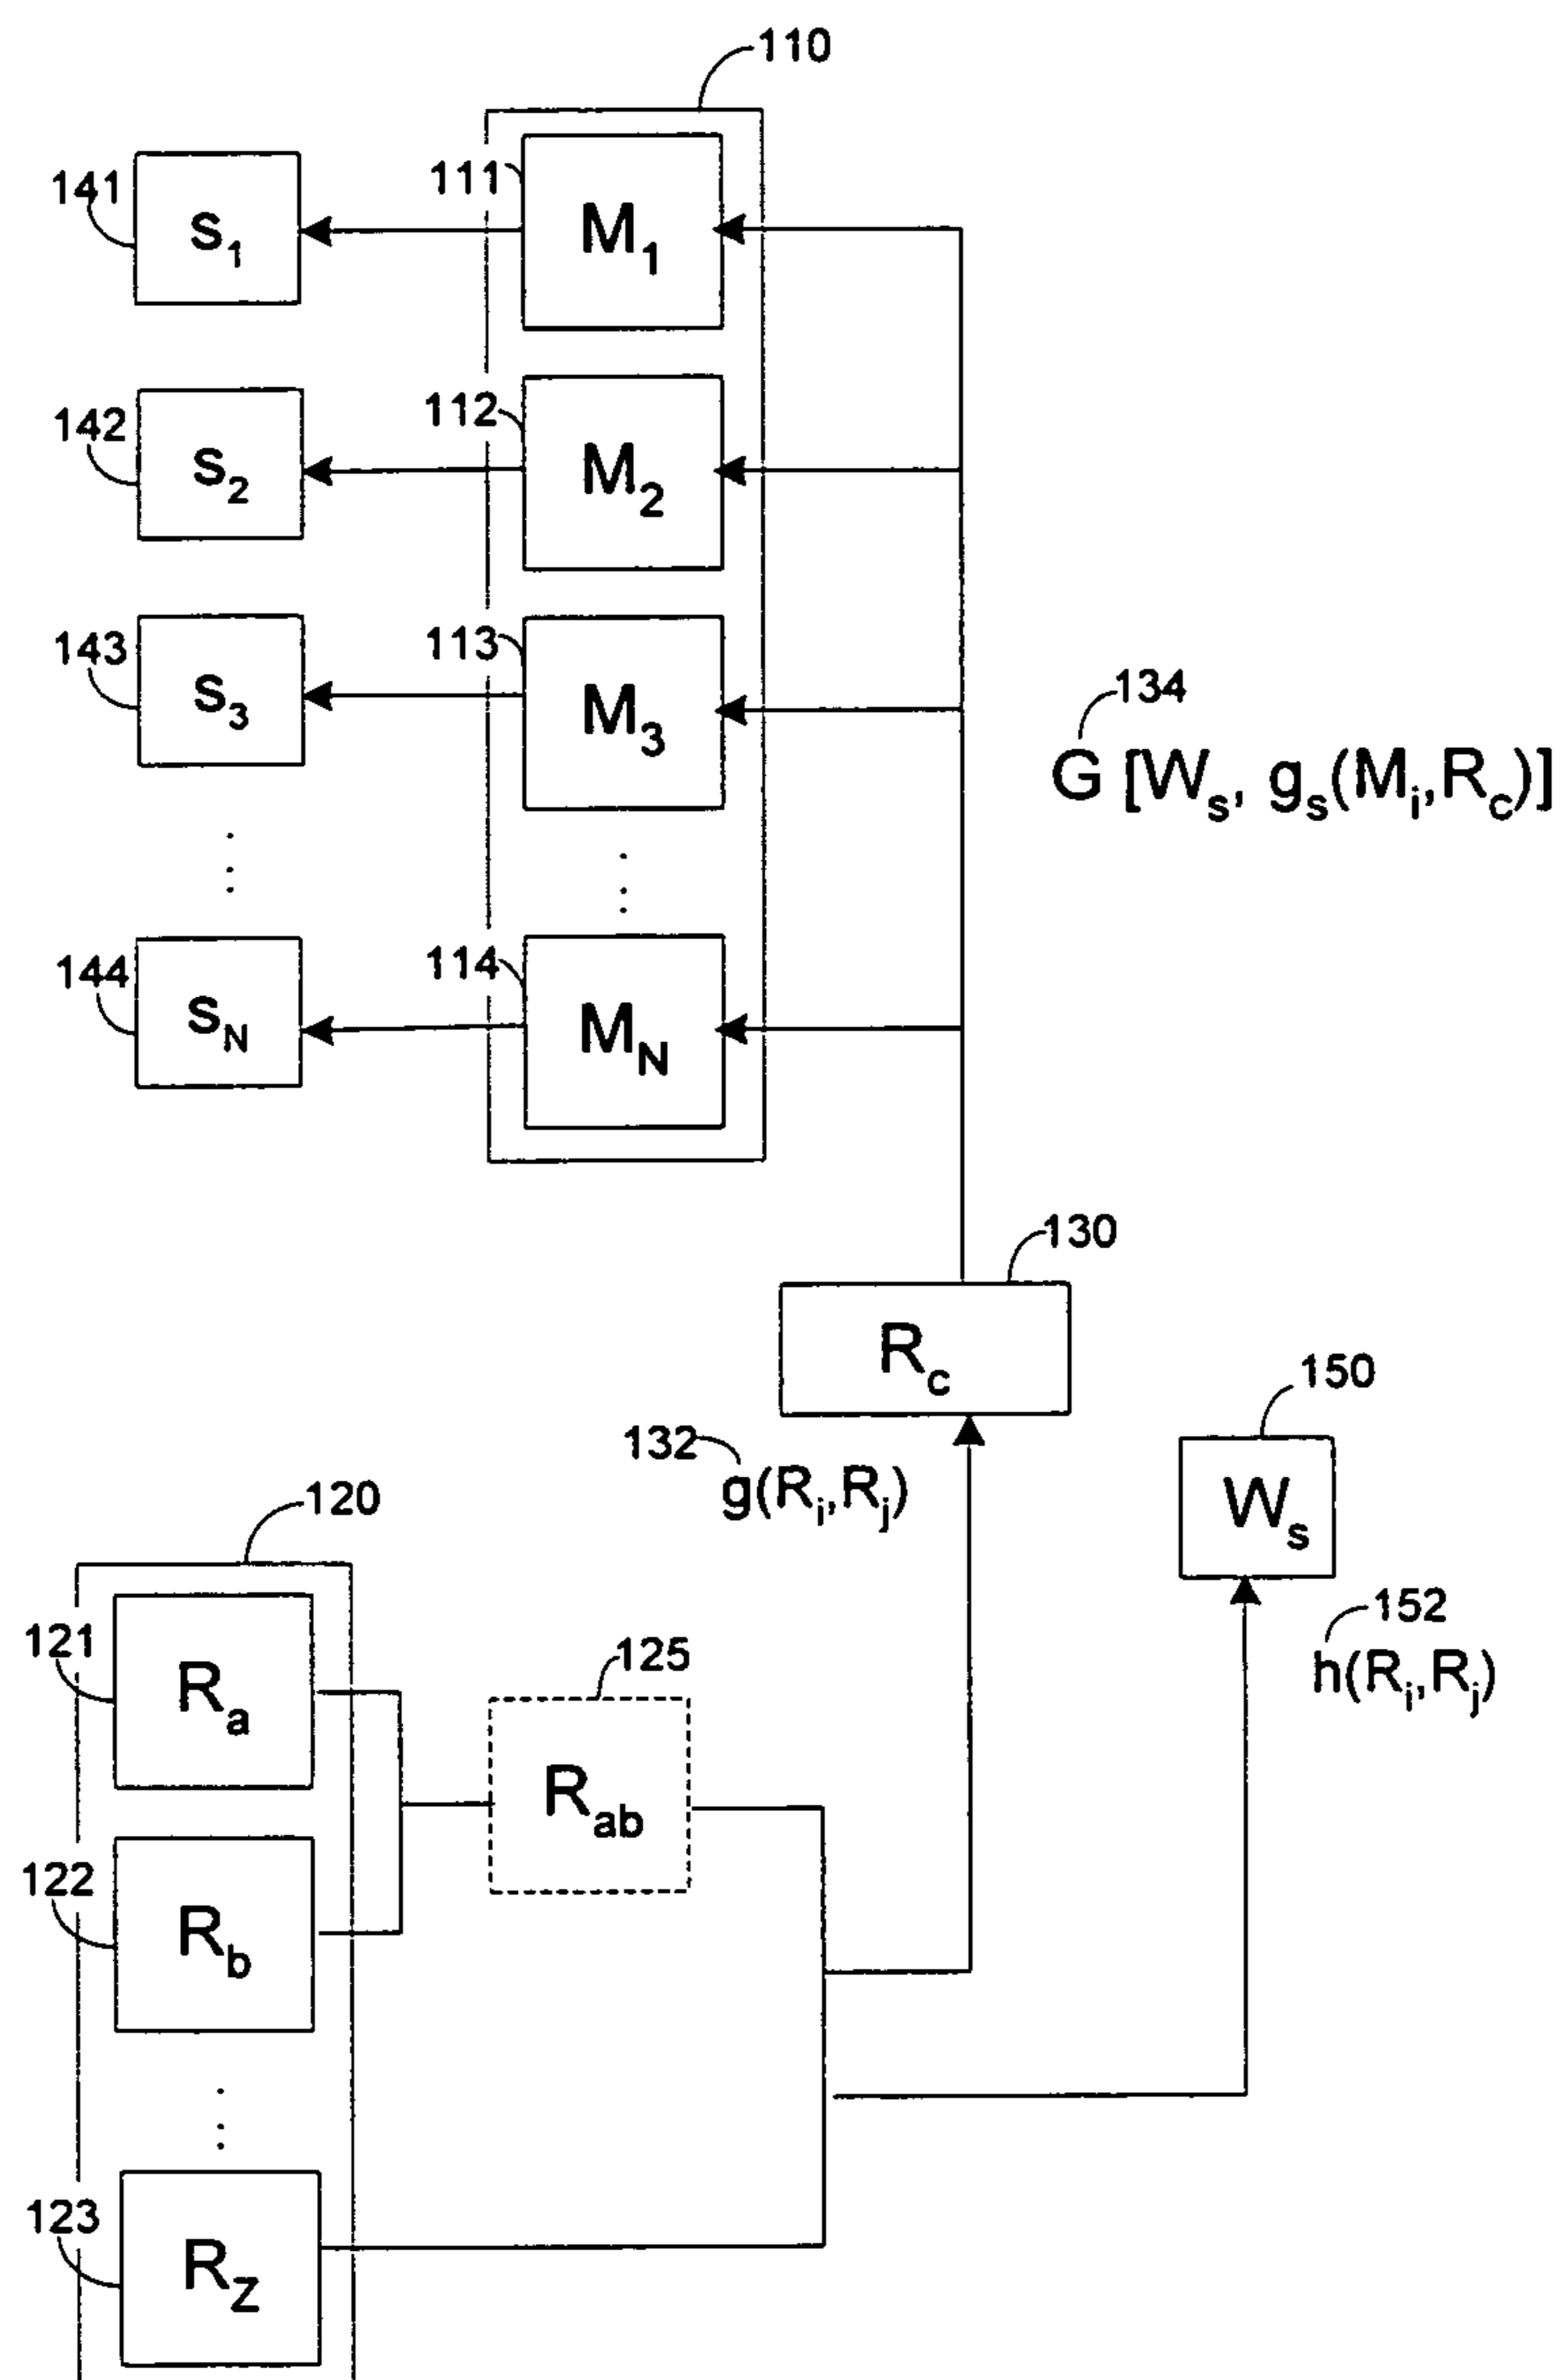 110
141
S1
111
M1
142
S2
112
M2
143
S3
113
M3
134
G [Ws, gs(Mi,Rc)]
144
SN
114
MN
130
Rc
150
Ws
132
g(Ri,Rj)
152
h(Ri,Rj)
120
121
Ra
125
Rab
122
Rb
123
Rz